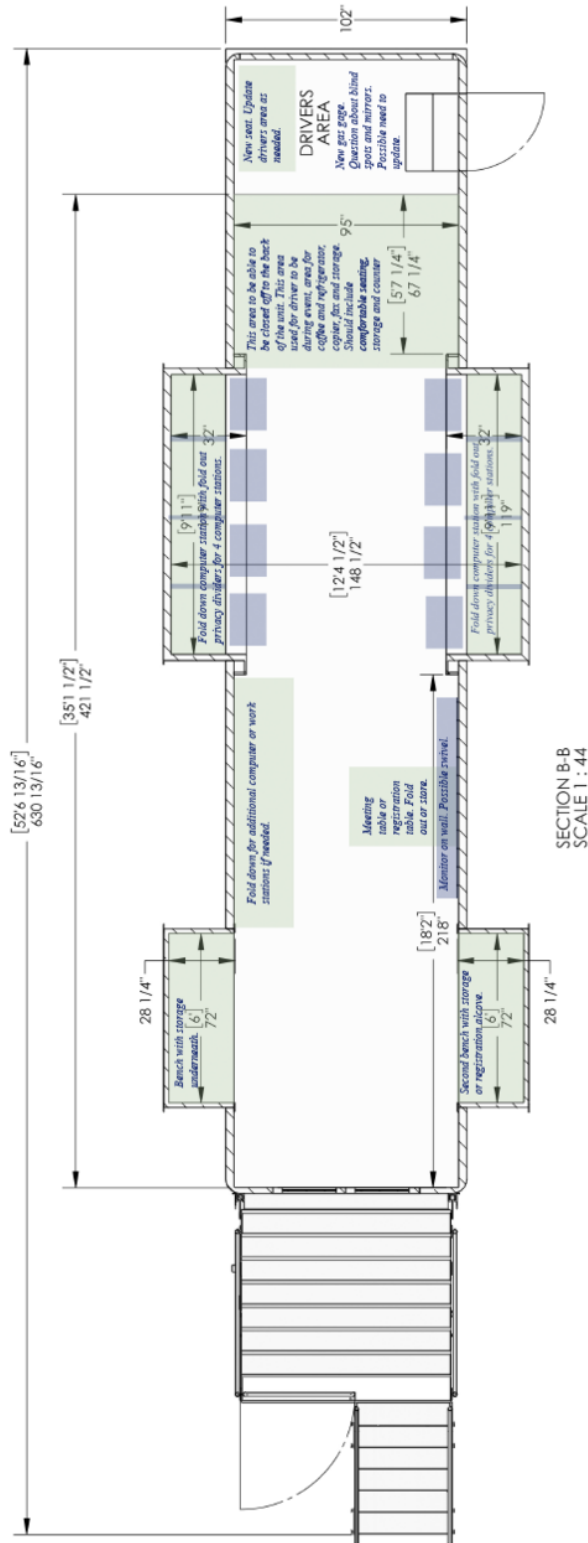 [52'6 13/16"]
630 13/16"
[35'1 1/2"]
421 1/2"
102"
New seat. Update
drivers area as
needed.
DRIVERS
AREA
New gas gage.
Question about blind
spots and mirrors.
Possible need to
update.
This area to be able to
be closed off to the back
of the unit. This area
used for driver to be
during event, area for
coffee and refrigerator,
copier, fax and storage.
Should include
comfortable seating,
storage and counter
95"
[5'7 1/4"]
67 1/4"
[9'11"]
32"
Fold down computer station with fold out
privacy dividers for 4 computer stations.
[12'4 1/2"]
148 1/2"
32"
119"
Fold down computer station with fold out
privacy dividers for 4 computer stations.
Fold down for additional computer or work
stations if needed.
Meeting
table or
registration
table. Fold
out or store.
Monitor on wall. Possible swivel.
[18'2"]
218"
28 1/4"
Bench with storage
underneath.
[6']
72"
Second bench with storage
or registration alcove.
[6']
72"
28 1/4"
SECTION B-B
SCALE 1 : 44